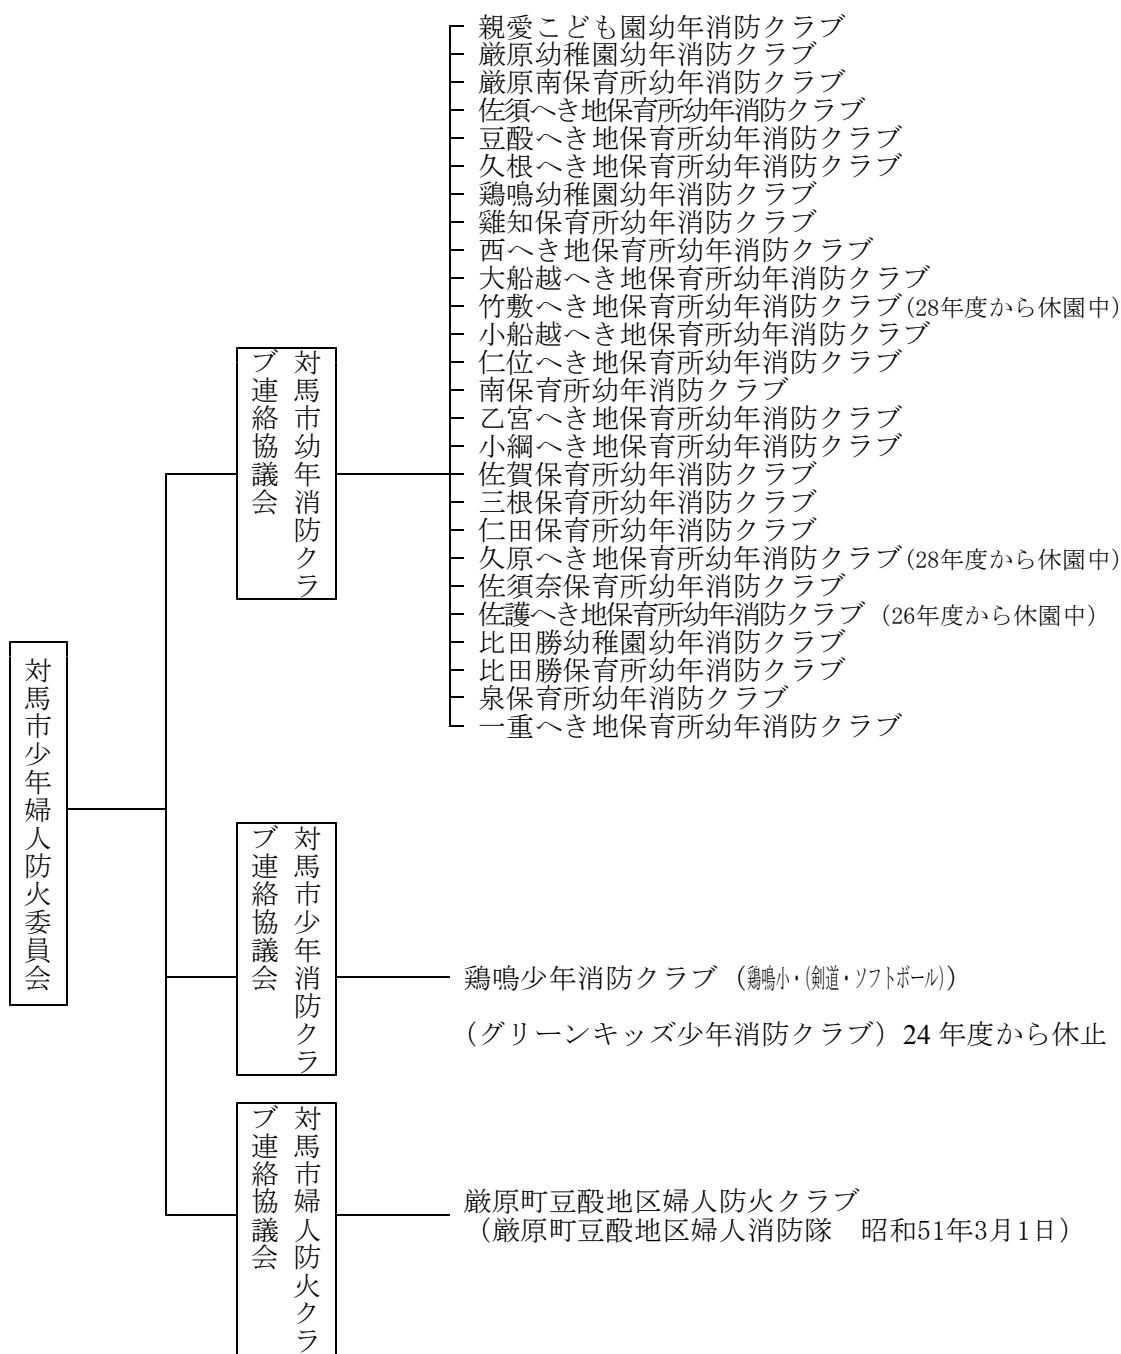 親愛こども園幼年消防クラブ
厳原幼稚園幼年消防クラブ
厳原南保育所幼年消防クラブ
佐須へき地保育所幼年消防クラブ
豆酘へき地保育所幼年消防クラブ
久根へき地保育所幼年消防クラブ
鶏鳴幼稚園幼年消防クラブ
雞知保育所幼年消防クラブ
西へき地保育所幼年消防クラブ
大船越へき地保育所幼年消防クラブ
竹敷へき地保育所幼年消防クラブ(28年度から休園中)
小船越へき地保育所幼年消防クラブ
仁位へき地保育所幼年消防クラブ
南保育所幼年消防クラブ
乙宮へき地保育所幼年消防クラブ
小綱へき地保育所幼年消防クラブ
佐賀保育所幼年消防クラブ
三根保育所幼年消防クラブ
仁田保育所幼年消防クラブ
久原へき地保育所幼年消防クラブ(28年度から休園中)
佐須奈保育所幼年消防クラブ
佐護へき地保育所幼年消防クラブ（26年度から休園中）
比田勝幼稚園幼年消防クラブ
比田勝保育所幼年消防クラブ
泉保育所幼年消防クラブ
一重へき地保育所幼年消防クラブ
対馬市幼年消防クラ
ブ連絡協議会
対馬市少年婦人防火委員会
対馬市少年消防クラ
ブ連絡協議会
鶏鳴少年消防クラブ（鶏鳴小・(剣道・ソフトボール)）
（グリーンキッズ少年消防クラブ）24 年度から休止
対馬市婦人防火クラ
ブ連絡協議会
厳原町豆酘地区婦人防火クラブ
（厳原町豆酘地区婦人消防隊　昭和51年3月1日）